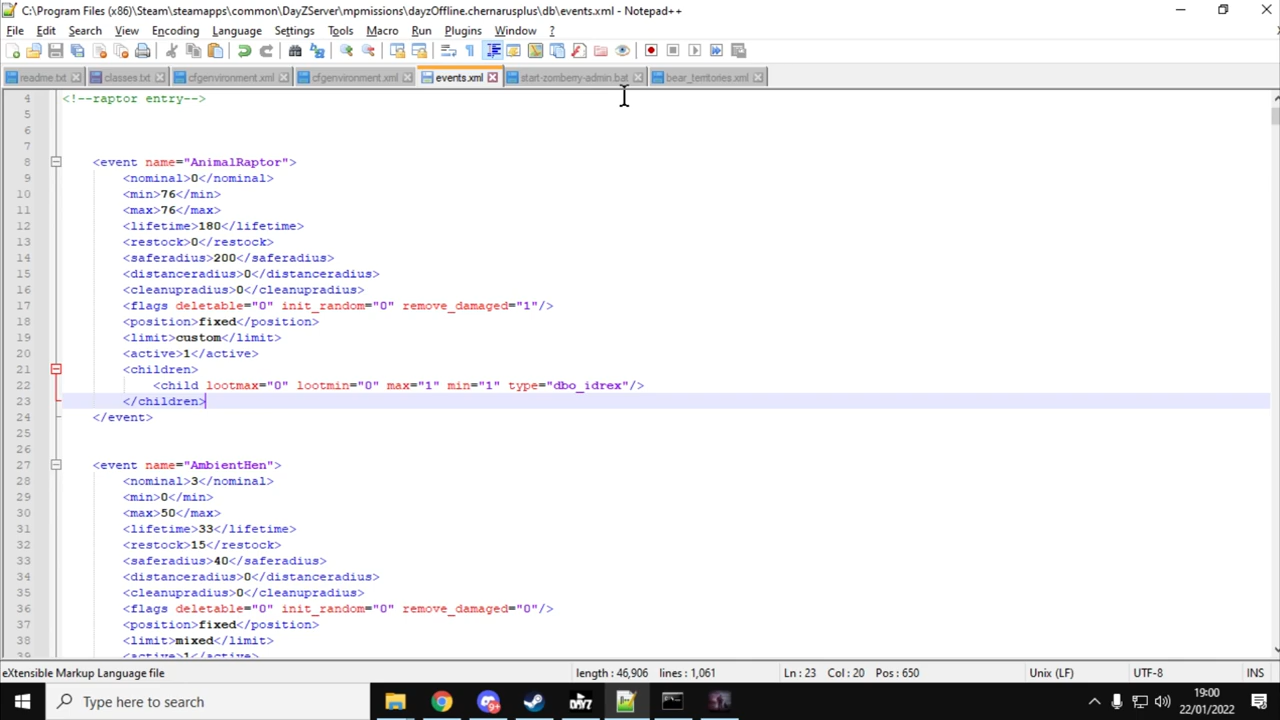 C:\Program Files (x86)\Steam\steamapps\common\DayZServer\mpmissions\dayzOffline.chernarusplus\db\events.xml - Notepad++
File Edit Search View Encoding Language Settings Tools Macro Run Plugins Window ?
readme.txt classes.txt cfgenvironment.xml cfgenvironment.xml events.xml start-zomberry-admin.bat bear_territories.xml
4 <!--raptor entry-->
5
6
7
8 <event name="AnimalRaptor">
9 <nominal>0</nominal>
10 <min>76</min>
11 <max>76</max>
12 <lifetime>180</lifetime>
13 <restock>0</restock>
14 <saferadius>200</saferadius>
15 <distanceradius>0</distanceradius>
16 <cleanupradius>0</cleanupradius>
17 <flags deletable="0" init_random="0" remove_damaged="1"/>
18 <position>fixed</position>
19 <limit>custom</limit>
20 <active>1</active>
21 <children>
22 <child lootmax="0" lootmin="0" max="1" min="1" type="dbo_idrex"/>
23 </children>
24 </event>
25
26
27 <event name="AmbientHen">
28 <nominal>3</nominal>
29 <min>0</min>
30 <max>50</max>
31 <lifetime>33</lifetime>
32 <restock>15</restock>
33 <saferadius>40</saferadius>
34 <distanceradius>0</distanceradius>
35 <cleanupradius>0</cleanupradius>
36 <flags deletable="0" init_random="0" remove_damaged="0"/>
37 <position>fixed</position>
38 <limit>mixed</limit>
39 <active>1</active>
eXtensible Markup Language file length : 46,906 lines : 1,061 Ln : 23 Col : 20 Pos : 650 Unix (LF) UTF-8 INS
Type here to search
19:00
22/01/2022